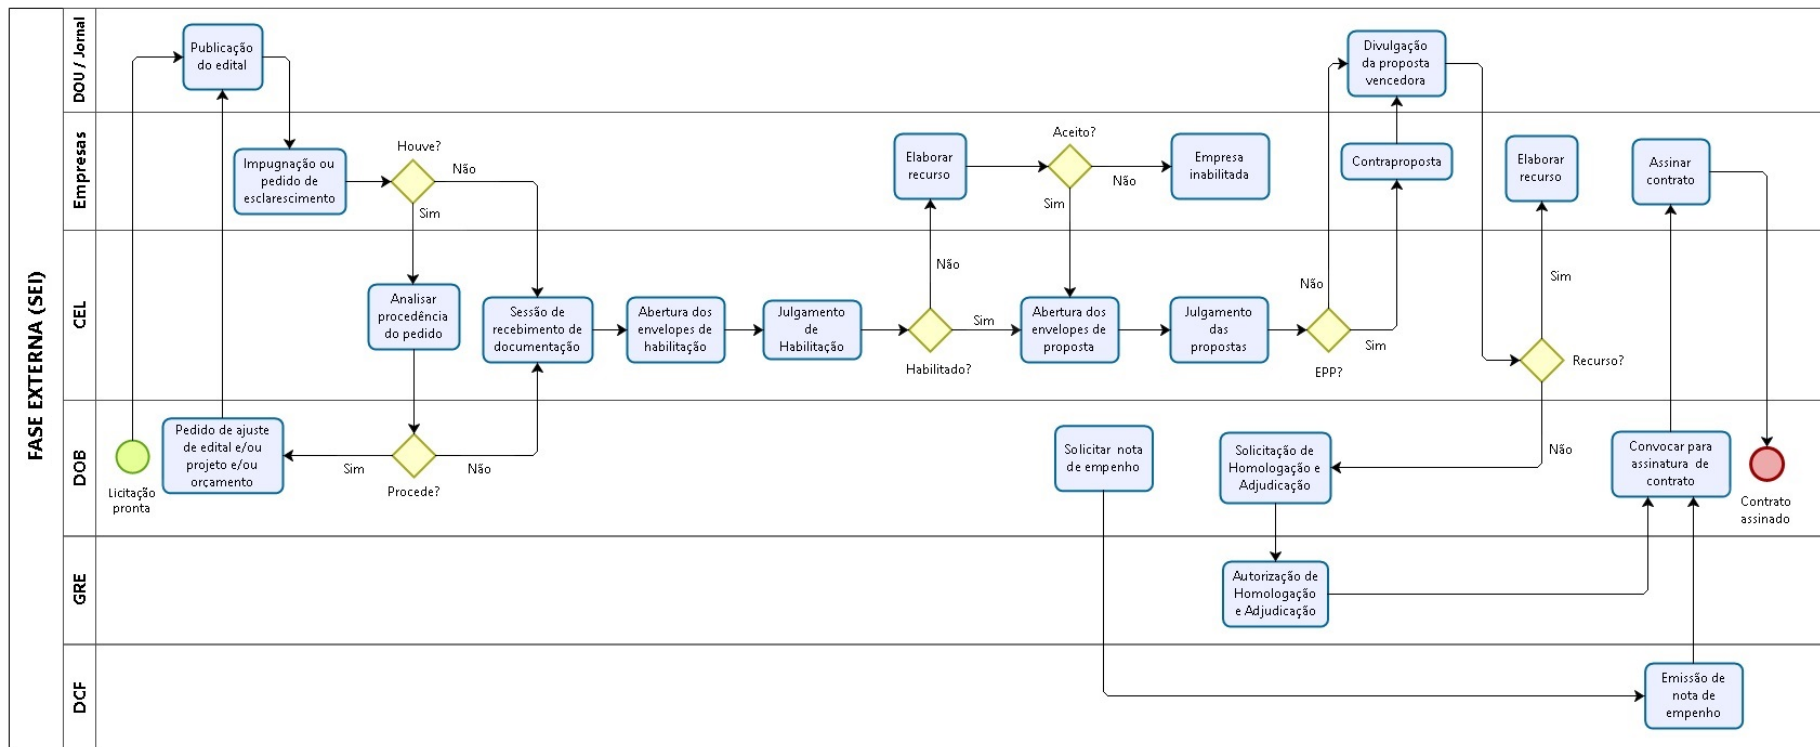 FASE EXTERNA (SEI)
DOU / Jornal
Publicação
do edital
Divulgação
da proposta
vencedora
Empresas
Impugnação ou
pedido de
esclarescimento
Houve?
Não
Sim
Elaborar
recurso
Aceito?
Não
Sim
Empresa
inabilitada
Contraproposta
Elaborar
recurso
Assinar
contrato
CEL
Analisar
procedência
do pedido
Sessão de
recebimento de
documentação
Abertura dos
envelopes de
habilitação
Julgamento
de
Habilitação
Não
Sim
Habilitado?
Abertura dos
envelopes de
proposta
Julgamento
das
propostas
Não
Sim
EPP?
Sim
Recurso?
DOB
Licitação
pronta
Pedido de ajuste
de edital e/ou
projeto e/ou
orçamento
Sim
Procede?
Não
Solicitar nota
de empenho
Solicitação de
Homologação e
Adjudicação
Não
Convocar para
assinatura de
contrato
Contrato
assinado
GRE
Autorização de
Homologação
e Adjudicação
DCF
Emissão de
nota de
empenho